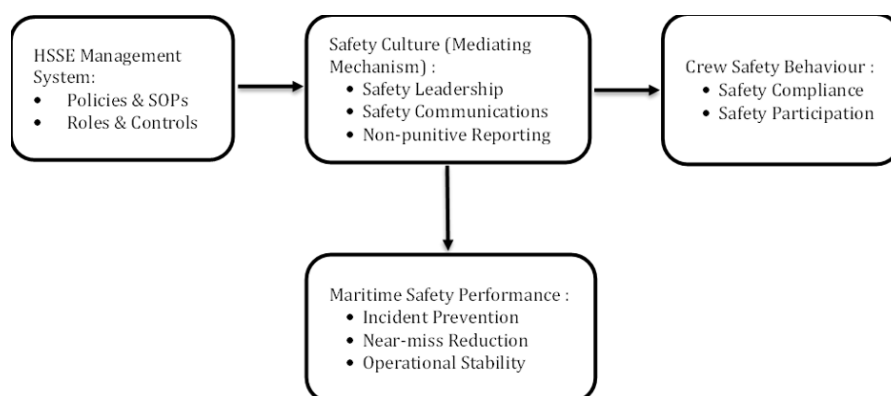 HSSE Management
System:
• Policies & SOPs
• Roles & Controls
Safety Culture (Mediating
Mechanism) :
• Safety Leadership
• Safety Communications
• Non-punitive Reporting
Crew Safety Behaviour :
• Safety Compliance
• Safety Participation
Maritime Safety Performance :
• Incident Prevention
• Near-miss Reduction
• Operational Stability